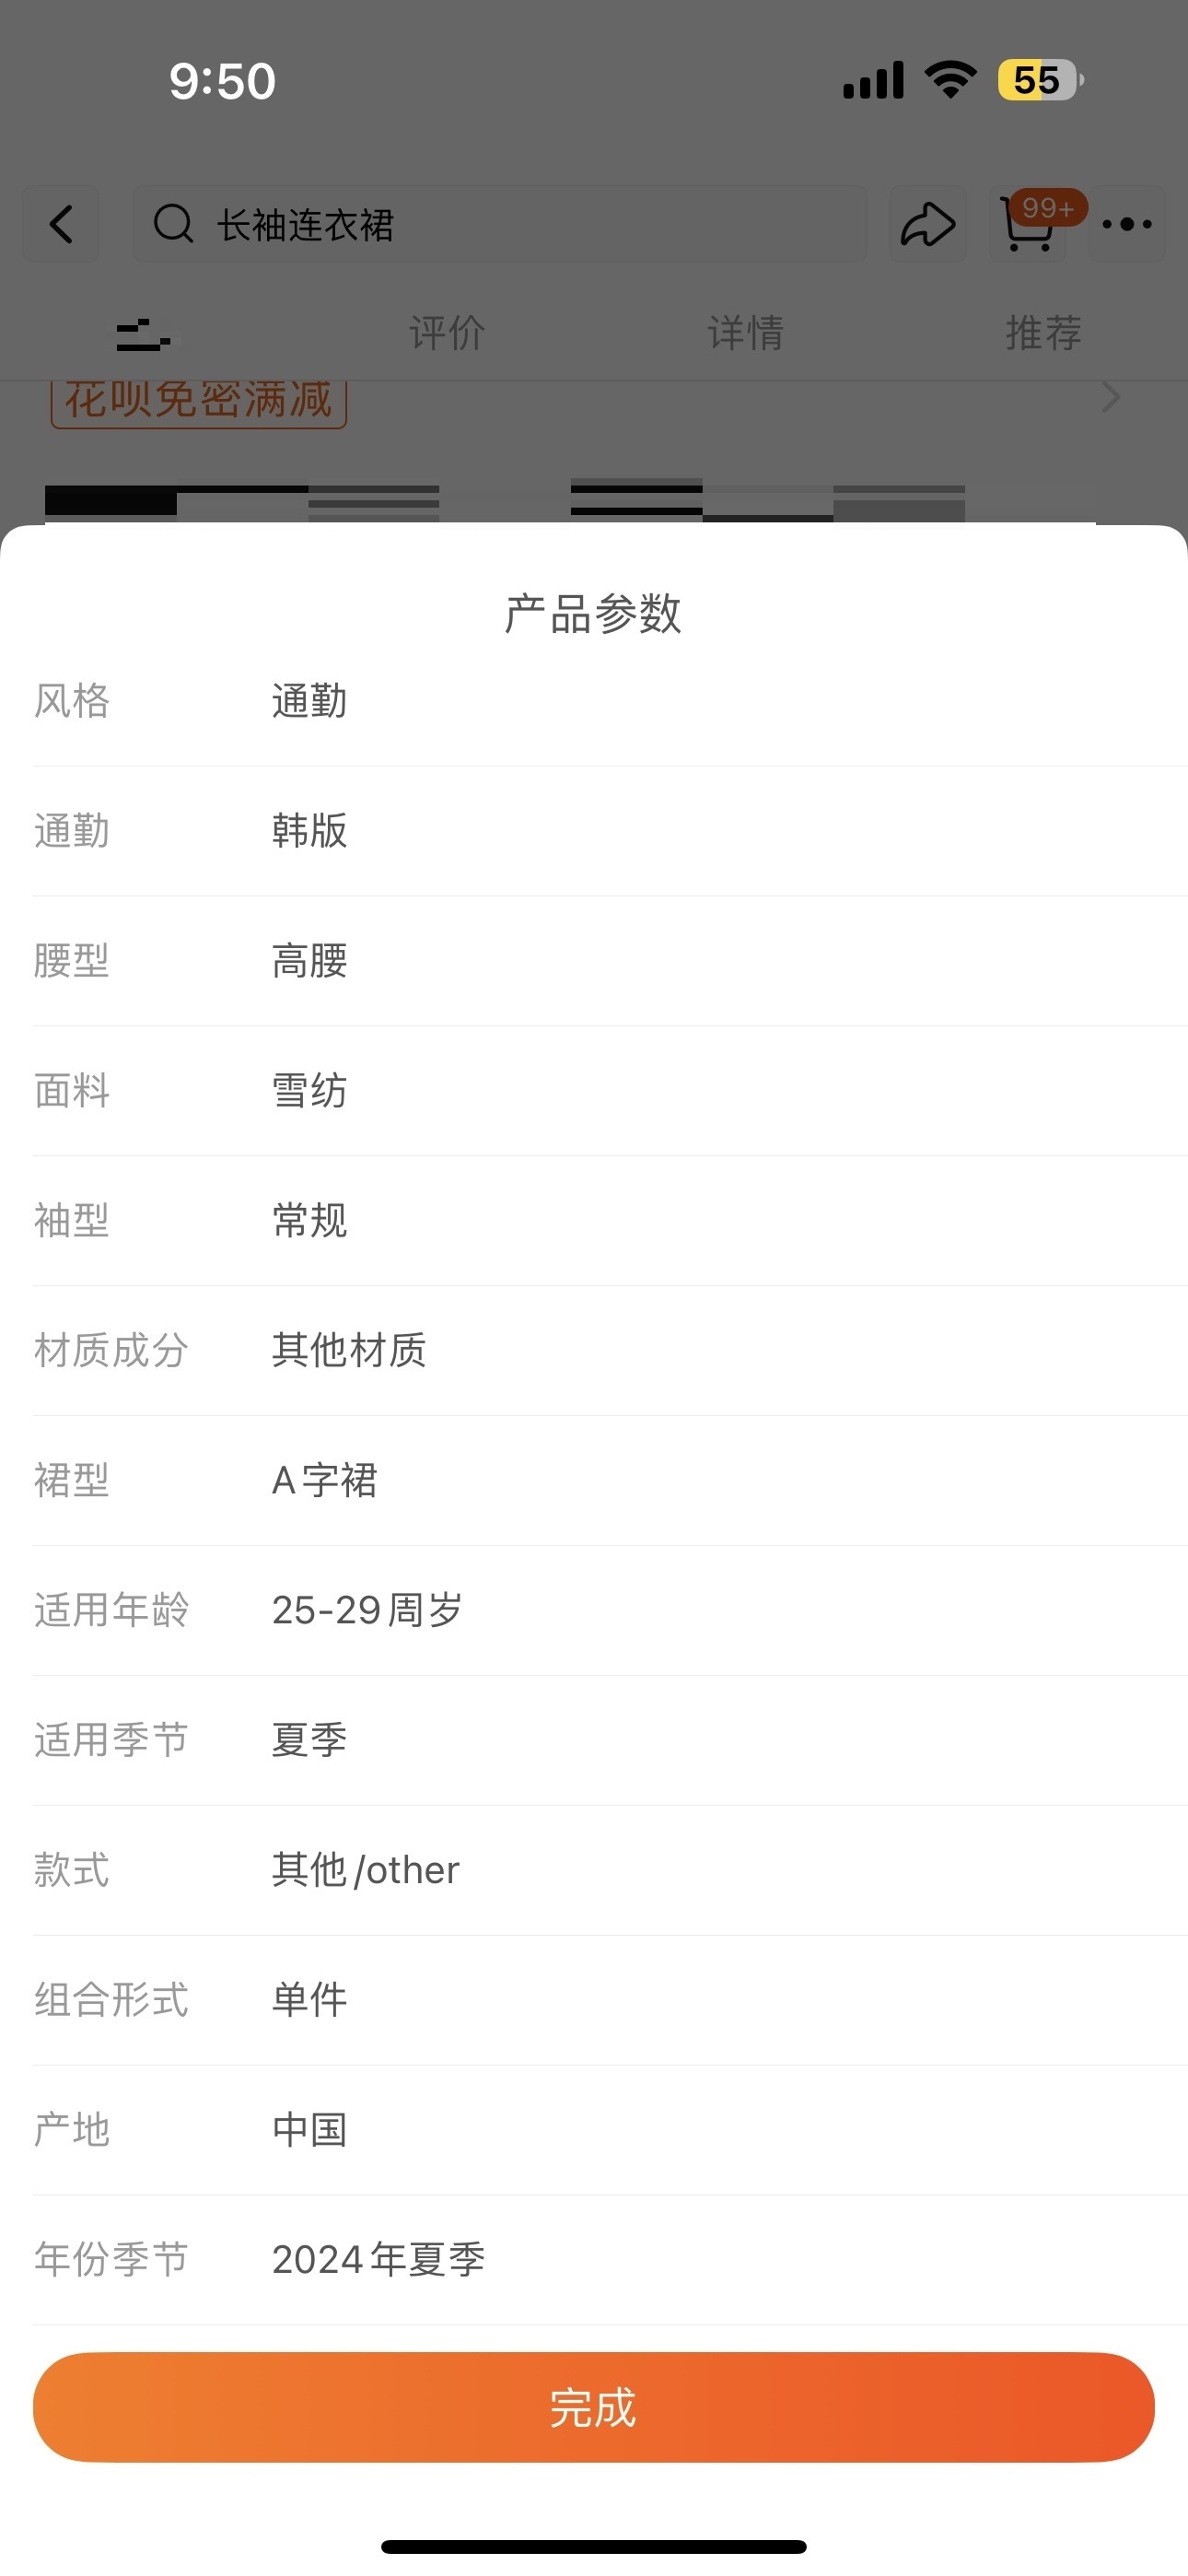 9:50
55
长袖连衣裙
99+
评价 详情 推荐
花呗免密满减
产品参数
风格 通勤
通勤 韩版
腰型 高腰
面料 雪纺
袖型 常规
材质成分 其他材质
裙型 A字裙
适用年龄 25-29周岁
适用季节 夏季
款式 其他/other
组合形式 单件
产地 中国
年份季节 2024年夏季
完成